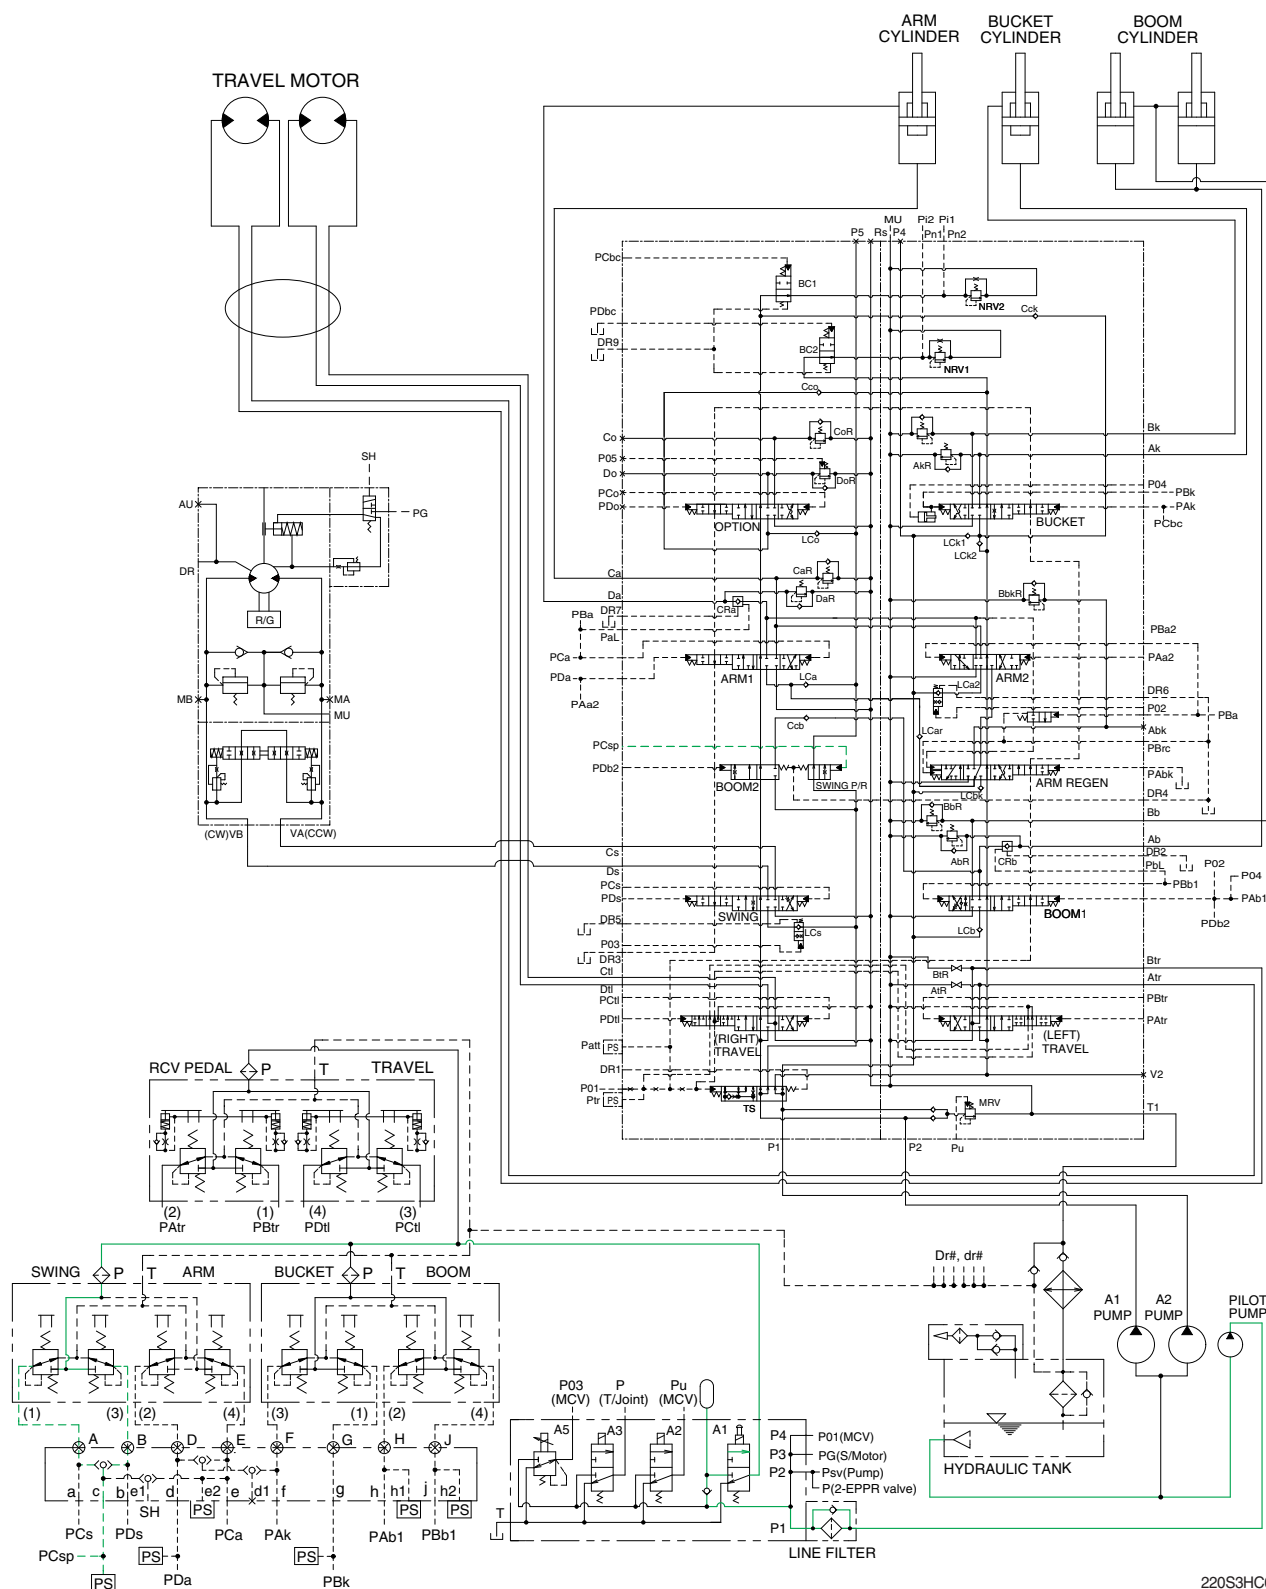 ARM
CYLINDER
BUCKET
CYLINDER
BOOM
CYLINDER
TRAVEL MOTOR
MU
Pi2
Pi1
P5
Rs
P4
Pn1
Pn2
PCbc
BC1
NRV2
PDbc
Cck
DR9
BC2
NRV1
Cco
Bk
Co
CoR
Ak
P05
AkR
SH
Do
DoR
P04
PCo
PBk
AU
PG
PDo
PAk
OPTION
BUCKET
PCbc
LCo
LCk1
LCk2
DR
Ca
CaR
Da
DaR
BbkR
DR7
CRa
PBa
R/G
PaL
PBa2
PCa
PAa2
ARM1
ARM2
PDa
LCa
LCa2
DR6
MB
MA
PAa2
P02
MU
Ccb
PBa
LCar
Abk
PCsp
PBrc
PDb2
PAbk
BOOM2
SWING P/R
ARM REGEN
LCbk
DR4
BbR
Bb
(CW)VB
VA(CCW)
Ab
Cs
AbR
CRb
DR2
Ds
PbL
P02
P04
PCs
PBb1
PDs
PAb1
SWING
BOOM1
DR5
PDb2
LCs
LCb
P03
DR3
Btr
Ctl
BtR
Atr
Dtl
AtR
PCtl
PBtr
PDtl
PAtr
(RIGHT)
TRAVEL
(LEFT)
TRAVEL
Patt
PS
RCV PEDAL
P
T
TRAVEL
DR1
V2
P01
Ptr
PS
TS
MRV
T1
P1
P2
Pu
(2)
(1)
(4)
(3)
PAtr
PBtr
PDtl
PCtl
Dr#, dr#
SWING
P
T
ARM
BUCKET
P
T
BOOM
A1
PUMP
A2
PUMP
PILOT
PUMP
(1)
(3)
(2)
(4)
(3)
(1)
(2)
(4)
P03
(MCV)
P
(T/Joint)
Pu
(MCV)
A5
A3
A2
A1
P4
P01(MCV)
P3
PG(S/Motor)
P2
Psv(Pump)
P(2-EPPR valve)
HYDRAULIC TANK
A
B
D
E
F
G
H
J
a
c
b
e1
d
e2
e
d1
f
g
h
h1
j
h2
SH
PS
PS
PS
T
P1
PCs
PDs
PCa
PAk
PAb1
PBb1
LINE FILTER
PCsp
PS
PS
PS
PDa
PBk
220S3HC